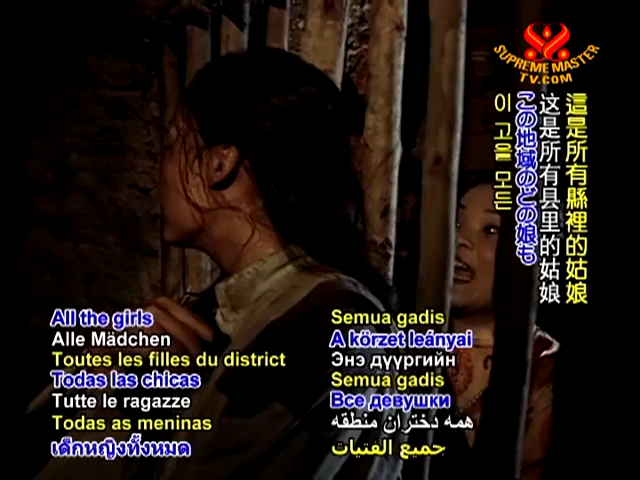 SUPREME MASTER
TV.COM
這是所有縣裡的姑娘
这是所有县里的姑娘
この地域のどの娘も
이 고을 모든
All the girls
Alle Mädchen
Toutes les filles du district
Todas las chicas
Tutte le ragazze
Todas as meninas
เด็กหญิงทั้งหมด
Semua gadis
A körzet leányai
Энэ дүүргийн
Semua gadis
Все девушки
همه دختران منطقه
جميع الفتيات